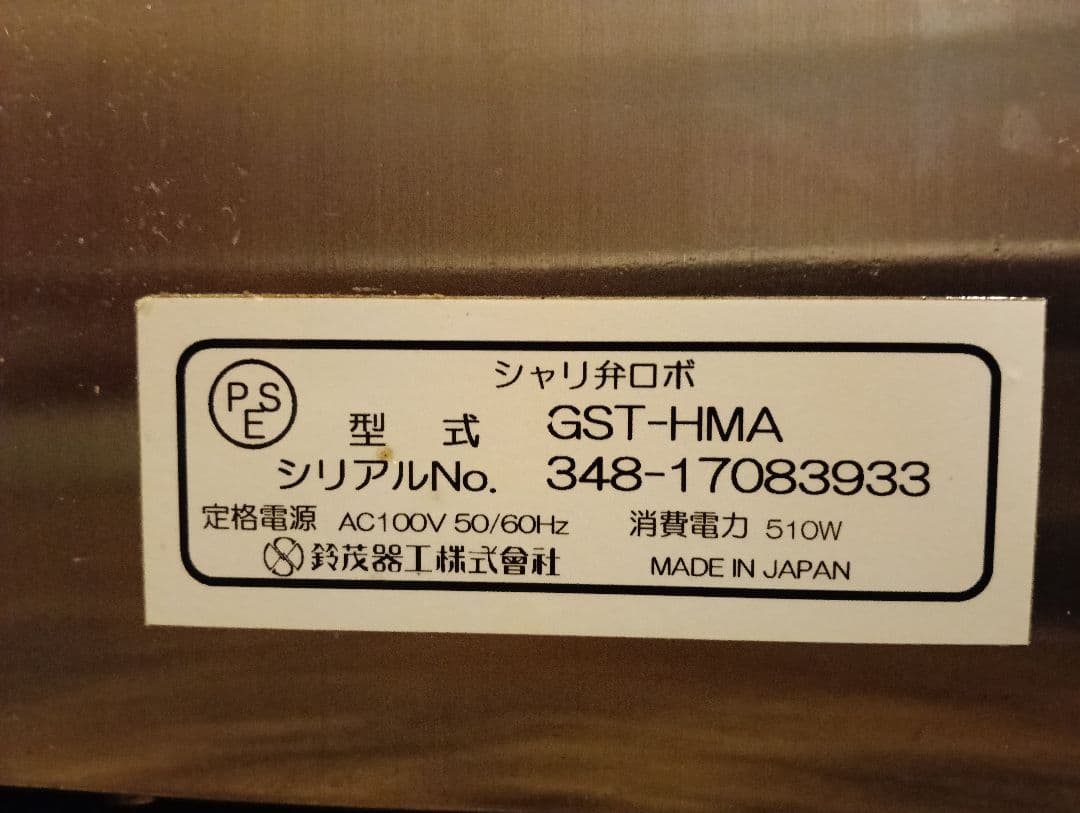 シャリ弁ロボ
PSE
型 式 GST-HMA
シリアルNo. 348-17083933
定格電源 AC100V 50/60Hz 消費電力 510W
鈴茂器工株式會社 MADE IN JAPAN